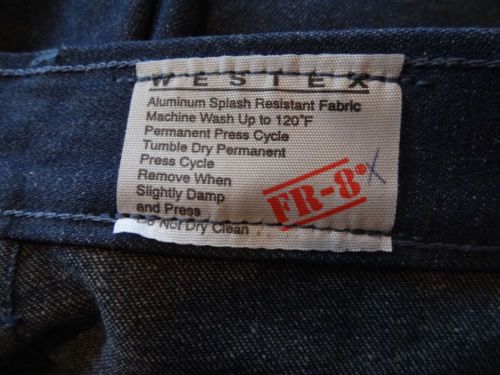 WESTEX
Aluminum Splash Resistant Fabric
Machine Wash Up to 120°F
Permanent Press Cycle
Tumble Dry Permanent
Press Cycle
Remove When
Slightly Damp
and Press
Do Not Dry Clean
FR-8®
X